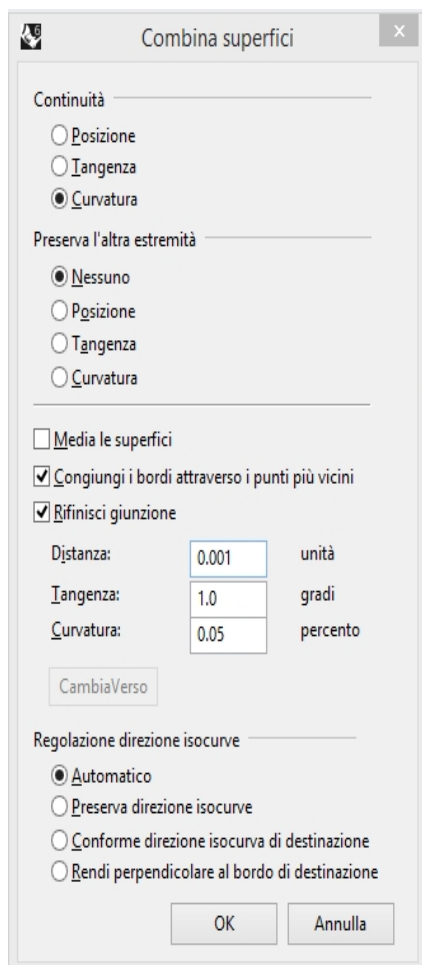 6
Combina superfici
x
Continuità
Posizione
Tangenza
Curvatura
Preserva l'altra estremità
Nessuno
Posizione
Tangenza
Curvatura
Media le superfici
Congiungi i bordi attraverso i punti più vicini
Rifinisci giunzione
Distanza: 0.001 unità
Tangenza: 1.0 gradi
Curvatura: 0.05 percento
CambiaVerso
Regolazione direzione isocurve
Automatico
Preserva direzione isocurve
Conforme direzione isocurva di destinazione
Rendi perpendicolare al bordo di destinazione
OK Annulla